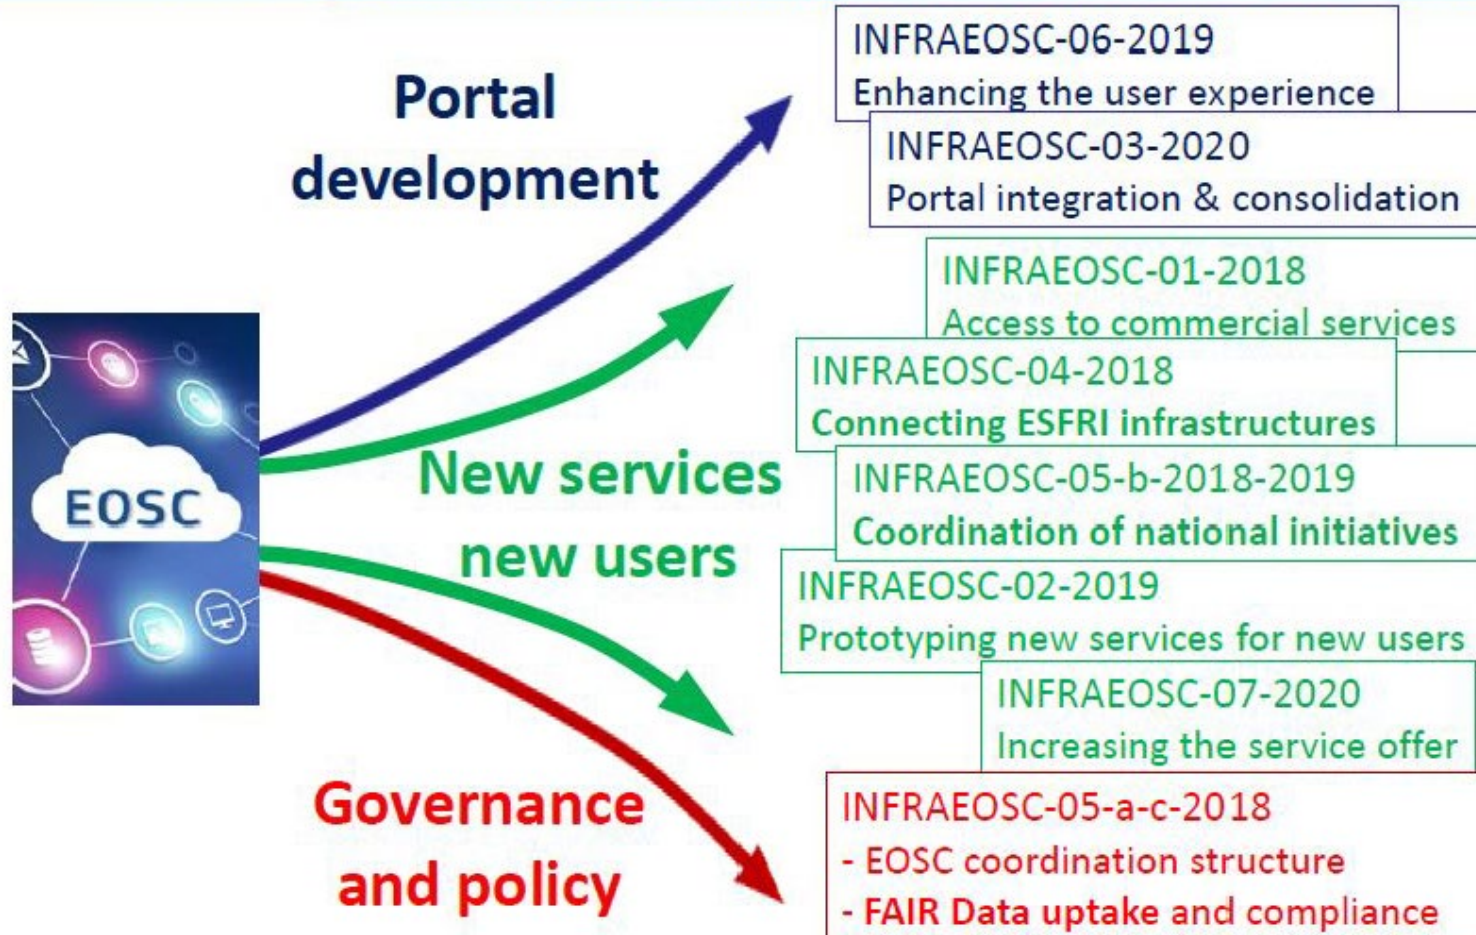 Portal
development
INFRAEOSC-06-2019
Enhancing the user experience
INFRAEOSC-03-2020
Portal integration & consolidation
EOSC
New services
new users
INFRAEOSC-01-2018
Access to commercial services
INFRAEOSC-04-2018
Connecting ESFRI infrastructures
INFRAEOSC-05-b-2018-2019
Coordination of national initiatives
INFRAEOSC-02-2019
Prototyping new services for new users
INFRAEOSC-07-2020
Increasing the service offer
Governance
and policy
INFRAEOSC-05-a-c-2018
- EOSC coordination structure
- FAIR Data uptake and compliance